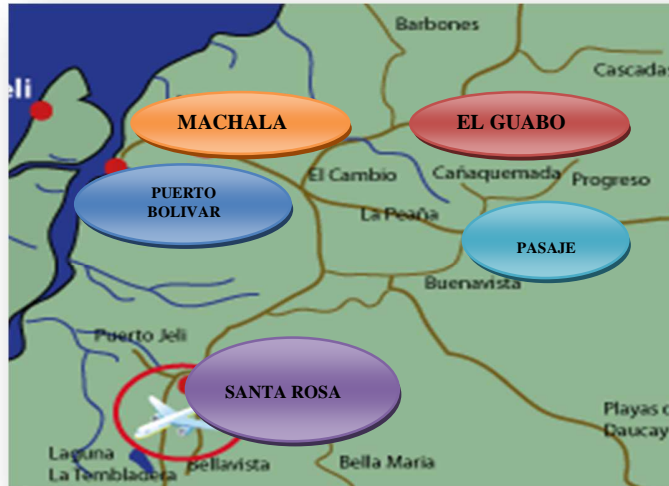 Barbones
Cascadas
eli
MACHALA
EL GUABO
El Cambio
Cañaquemada
Progreso
PUERTO
BOLIVAR
La Peaña
PASAJE
Buenavista
Puerto Jeli
SANTA ROSA
Playas d
Daucay
Laguna
La Tembladera
Bellavista
Bella Maria